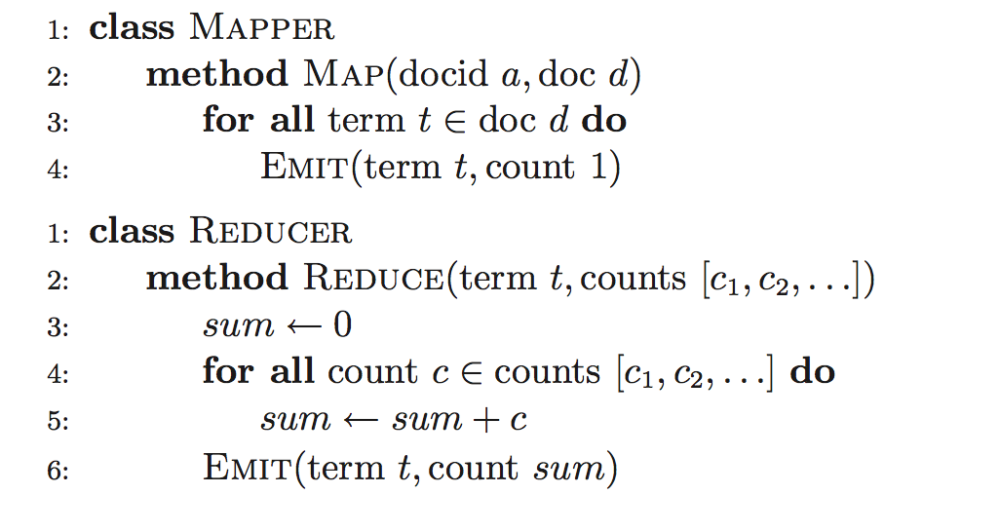 1: class Mapper
2: method Map(docid a, doc d)
3: for all term t ∈ doc d do
4: Emit(term t, count 1)
1: class Reducer
2: method Reduce(term t, counts [c₁, c₂, . . .])
3: sum ← 0
4: for all count c ∈ counts [c₁, c₂, . . .] do
5: sum ← sum + c
6: Emit(term t, count sum)